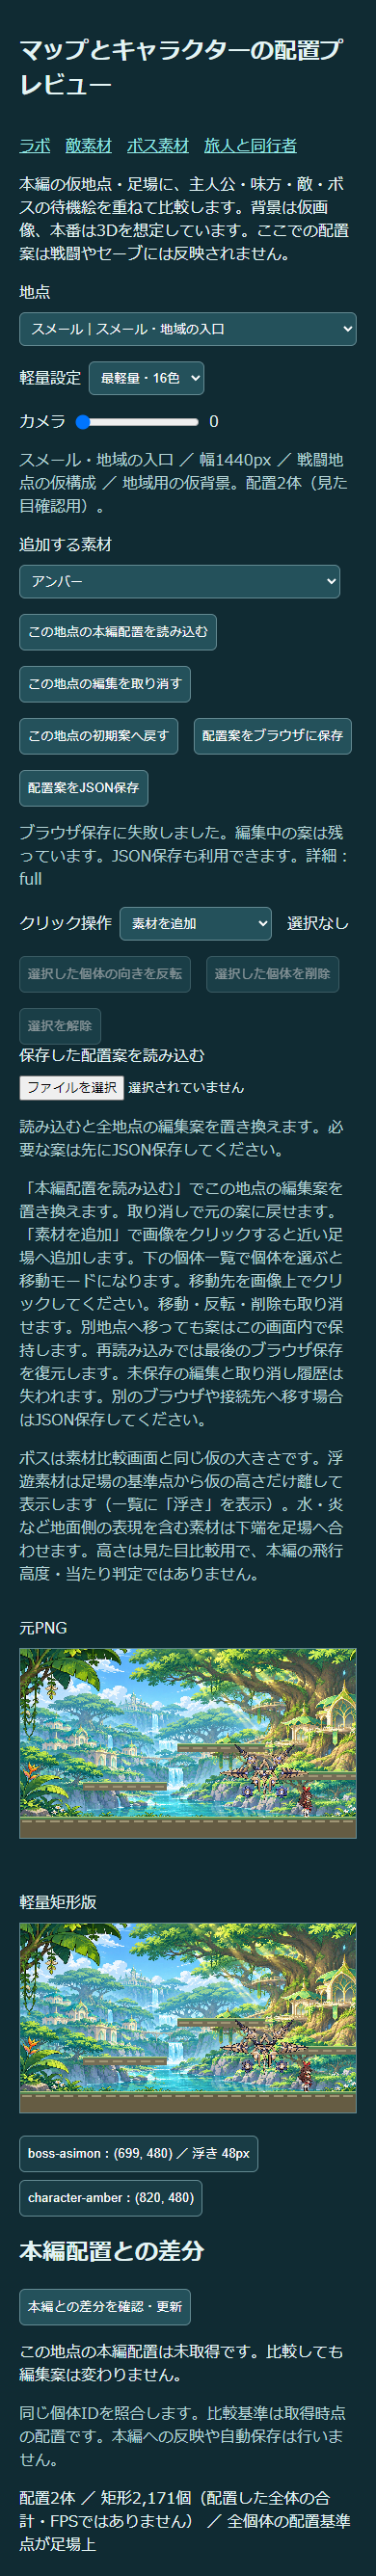 マップとキャラクターの配置プ
レビュー
ラボ 敵素材 ボス素材 旅人と同行者
本編の仮地点・足場に、主人公・味方・敵・ボ
スの待機絵を重ねて比較します。背景は仮画
像、本番は3Dを想定しています。ここでの配置
案は戦闘やセーブには反映されません。
地点
スメール｜スメール・地域の入口
軽量設定 最軽量・16色
カメラ 0
スメール・地域の入口 ／ 幅1440px ／ 戦闘地
点の仮構成 ／ 地域用の仮背景。配置2体（見た
目確認用）。
追加する素材
アンバー
この地点の本編配置を読み込む
この地点の編集を取り消す
この地点の初期案へ戻す 配置案をブラウザに保存
配置案をJSON保存
ブラウザ保存に失敗しました。編集中の案は残
っています。JSON保存も利用できます。詳細：
full
クリック操作 素材を追加 選択なし
選択した個体の向きを反転 選択した個体を削除
選択を解除
保存した配置案を読み込む
ファイルを選択 選択されていません
読み込むと全地点の編集案を置き換えます。必
要な案は先にJSON保存してください。
「本編配置を読み込む」でこの地点の編集案を
置き換えます。取り消しで元の案に戻せます。
「素材を追加」で画像をクリックすると近い足
場へ追加します。下の個体一覧で個体を選ぶと
移動モードになります。移動先を画像上でクリ
ックしてください。移動・反転・削除も取り消
せます。別地点へ移っても案はこの画面内で保
持します。再読み込みでは最後のブラウザ保存
を復元します。未保存の編集と取り消し履歴は
失われます。別のブラウザや接続先へ移す場合
はJSON保存してください。
ボスは素材比較画面と同じ仮の大きさです。浮
遊素材は足場の基準点から仮の高さだけ離して
表示します（一覧に「浮き」を表示）。水・炎
など地面側の表現を含む素材は下端を足場へ合
わせます。高さは見た目比較用で、本編の飛行
高度・当たり判定ではありません。
元PNG
軽量矩形版
boss-asimon：(699, 480) ／ 浮き 48px
character-amber：(820, 480)
本編配置との差分
本編との差分を確認・更新
この地点の本編配置は未取得です。比較しても
編集案は変わりません。
同じ個体IDを照合します。比較基準は取得時点
の配置です。本編への反映や自動保存は行いま
せん。
配置2体 ／ 矩形2,171個（配置した全体の合
計・FPSではありません） ／ 全個体の配置基準
点が足場上